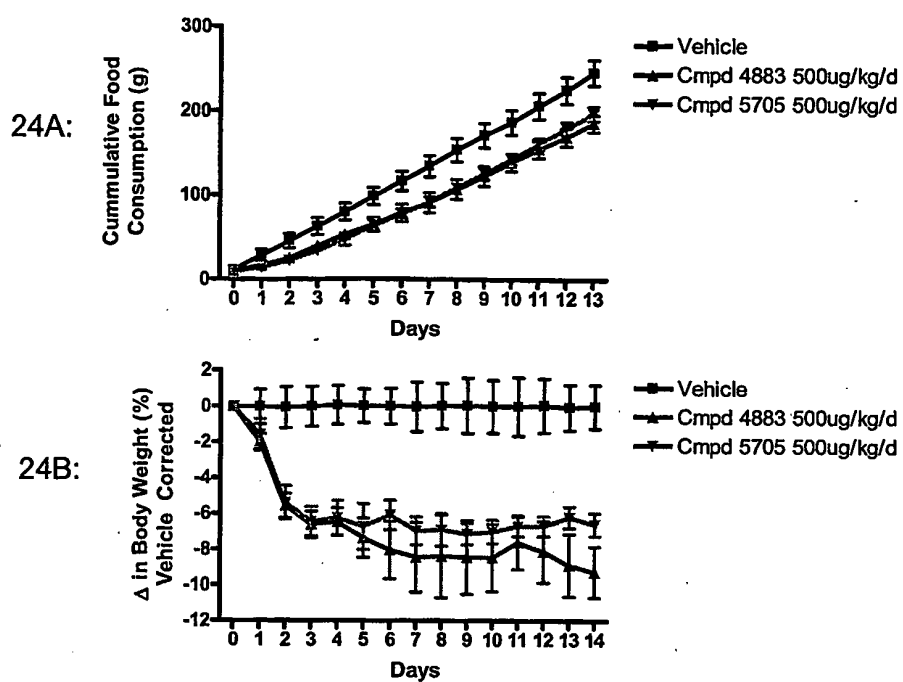 24A:
Cummulative Food
Consumption (g)
300
200
100
0
0 1 2 3 4 5 6 7 8 9 10 11 12 13
Days
Vehicle
Cmpd 4883 500ug/kg/d
Cmpd 5705 500ug/kg/d
24B:
Δ in Body Weight (%)
Vehicle Corrected
2
0
-2
-4
-6
-8
-10
-12
0 1 2 3 4 5 6 7 8 9 10 11 12 13 14
Days
Vehicle
Cmpd 4883 500ug/kg/d
Cmpd 5705 500ug/kg/d